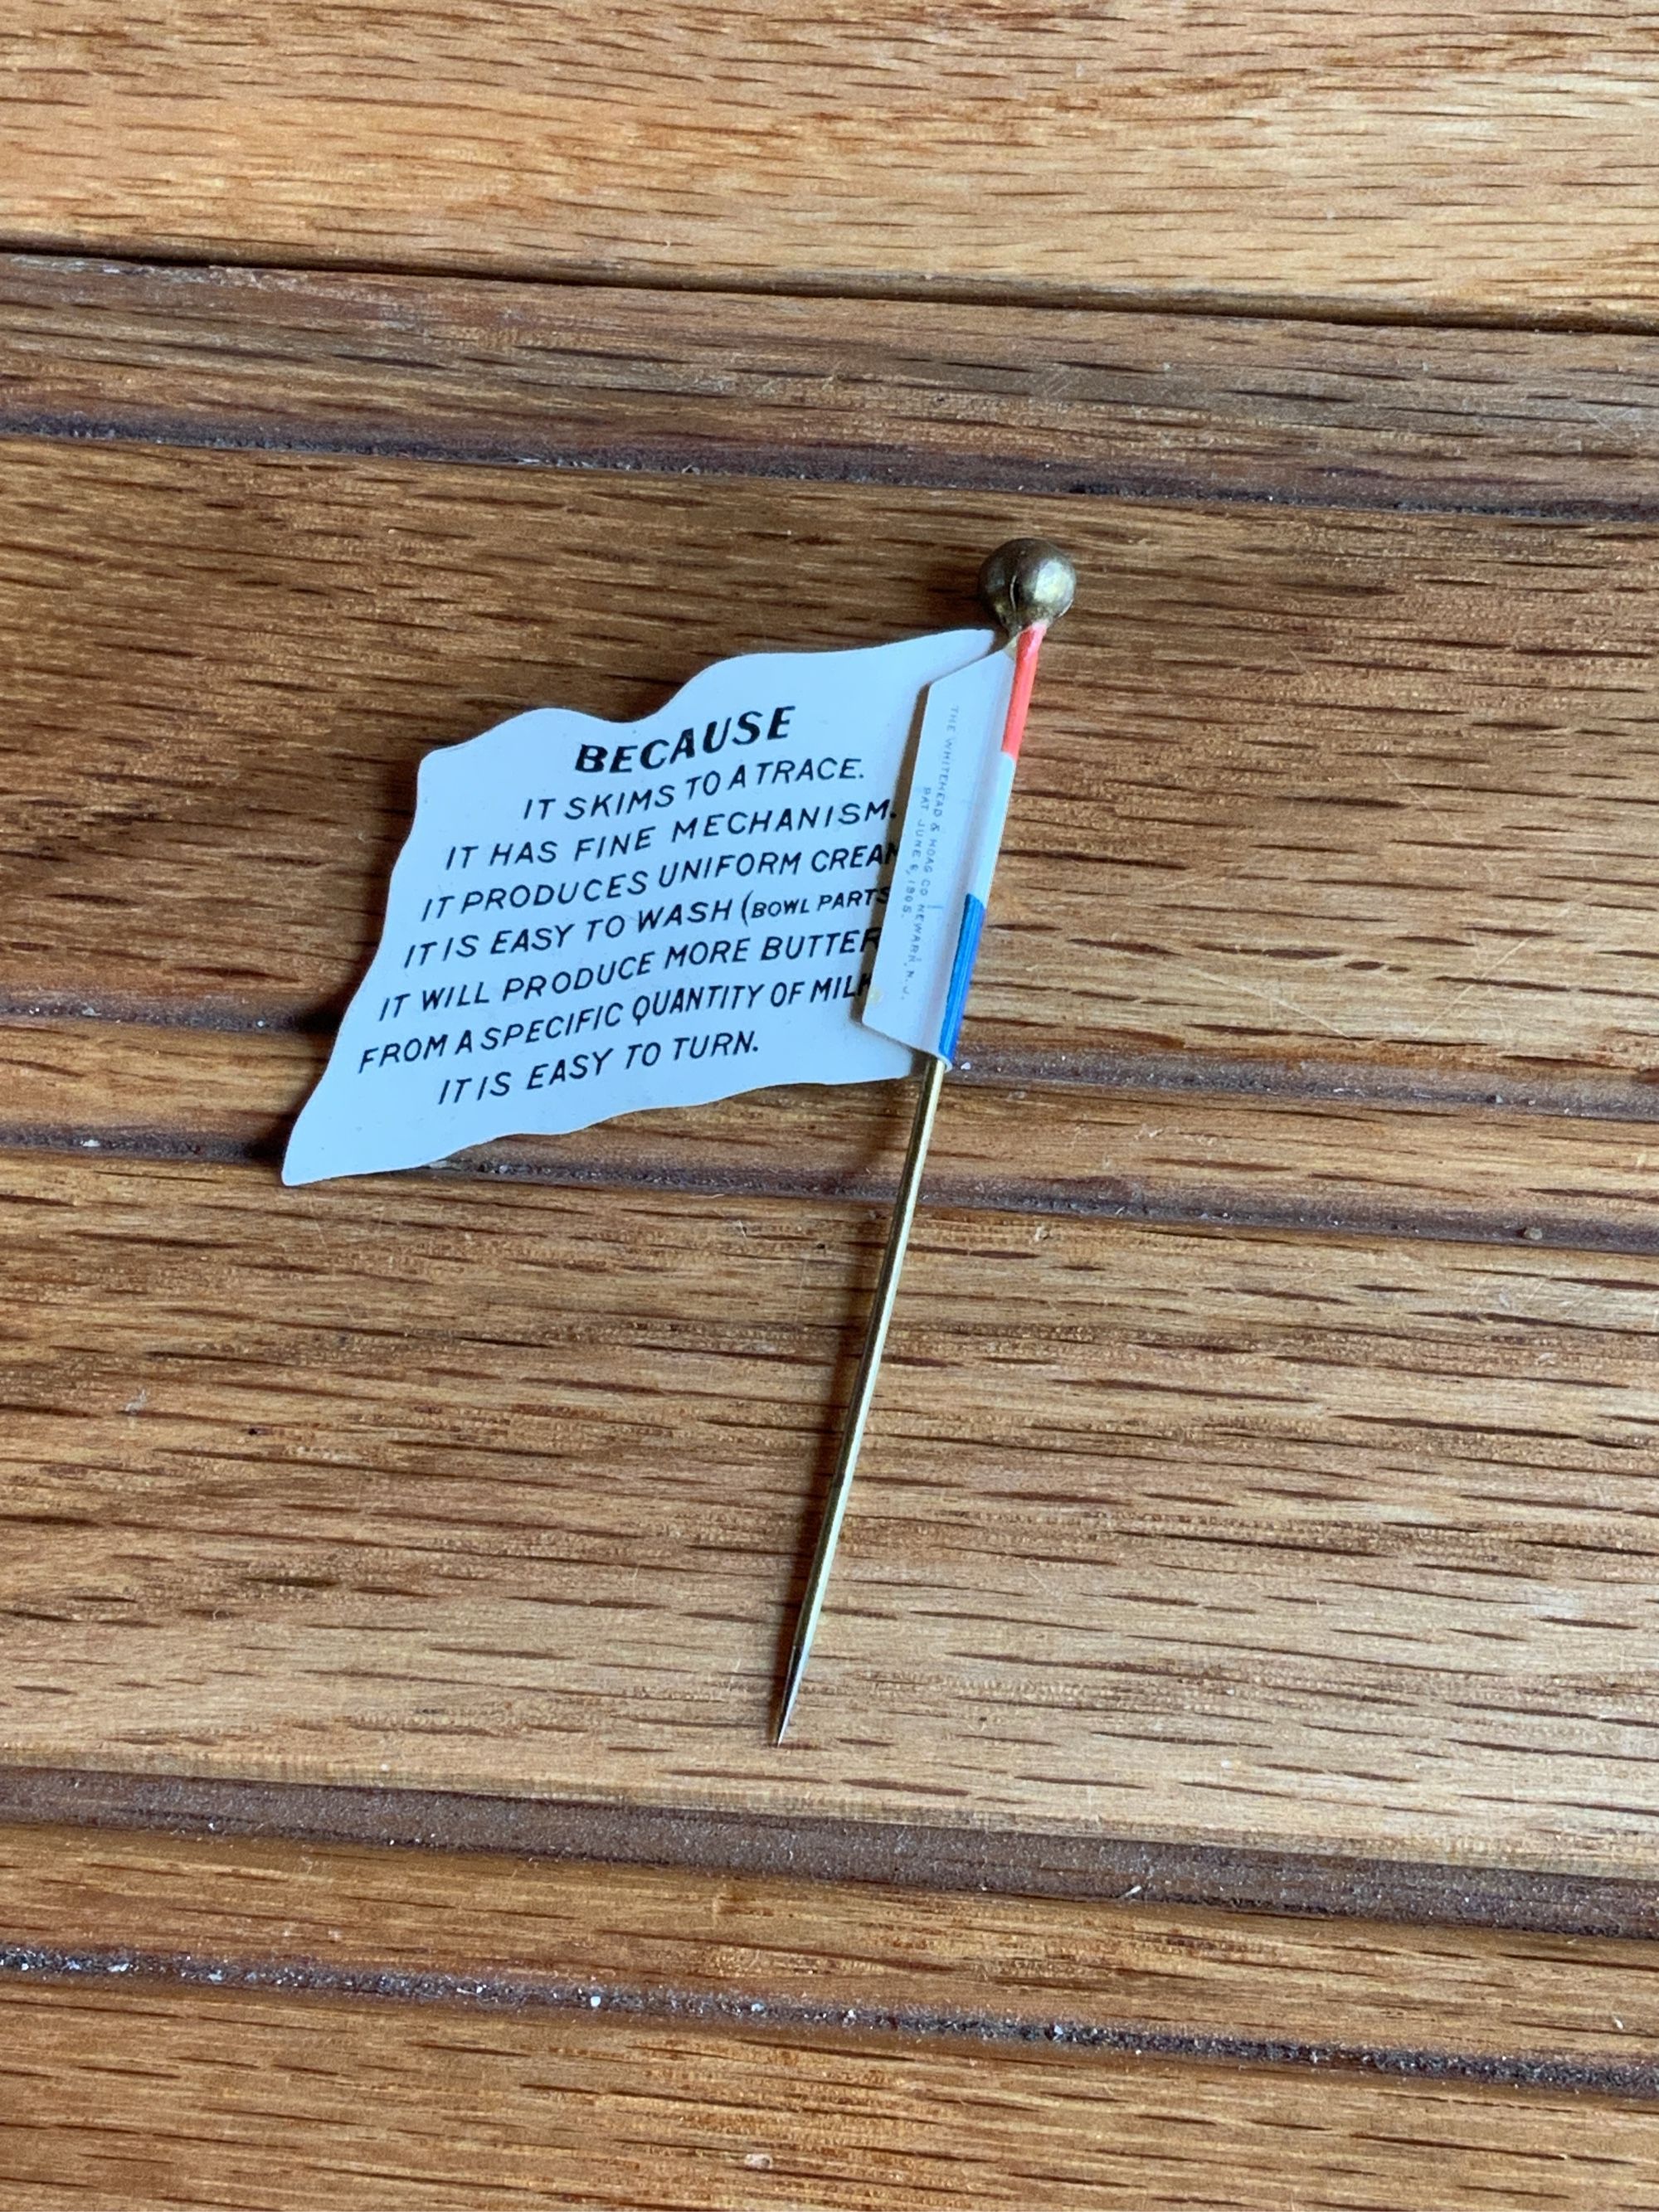 BECAUSE
IT SKIMS TO A TRACE.
IT HAS FINE MECHANISM.
IT PRODUCES UNIFORM CREAM
IT IS EASY TO WASH (BOWL PARTS
IT WILL PRODUCE MORE BUTTER
FROM A SPECIFIC QUANTITY OF MILK
IT IS EASY TO TURN.
THE WHITEHEAD & HOAG CO. NEWARK, N.J.
PAT. JUNE 6, 1905.